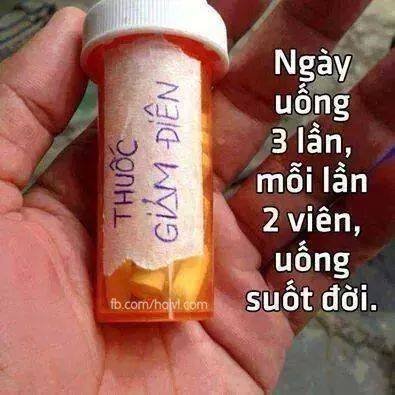 THUỐC
GIẢM ĐIÊN
fb.com/haivl.com
Ngày
uống
3 lần,
mỗi lần
2 viên,
uống
suốt đời.